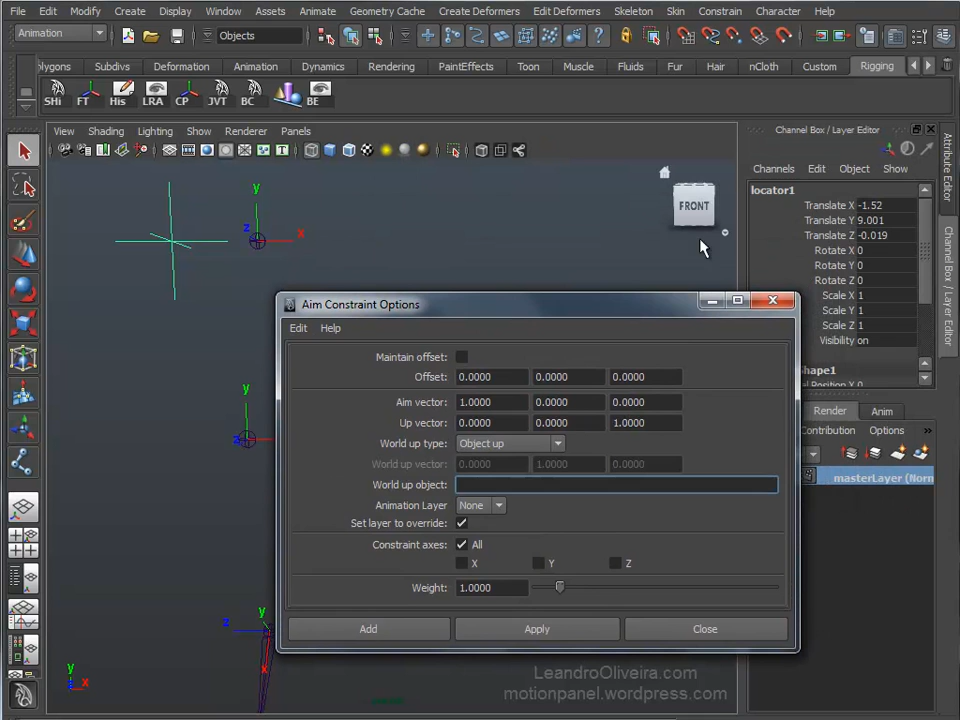 File Edit Modify Create Display Window Assets Animate Geometry Cache Create Deformers Edit Deformers Skeleton Skin Constrain Character Help
Animation Objects
olygons Subdivs Deformation Animation Dynamics Rendering PaintEffects Toon Muscle Fluids Fur Hair nCloth Custom Rigging
SHi FT His LRA CP JVT BC BE
View Shading Lighting Show Renderer Panels
Channel Box / Layer Editor
Channels Edit Object Show
locator1
Translate X -1.52
Translate Y 9.001
Translate Z -0.019
Rotate X 0
Rotate Y 0
Rotate Z 0
Scale X 1
Scale Y 1
Scale Z 1
Visibility on
Shape1
al Position X 0
Render Anim
ontribution Options
masterLayer (Norn
Attribute Editor
Channel Box / Layer Editor
FRONT
y
z x
y
z
y
z
x
y
x
Aim Constraint Options
Edit Help
Maintain offset:
Offset: 0.0000 0.0000 0.0000
Aim vector: 1.0000 0.0000 0.0000
Up vector: 0.0000 0.0000 1.0000
World up type: Object up
World up vector: 0.0000 1.0000 0.0000
World up object:
Animation Layer None
Set layer to override:
Constraint axes: All
X Y Z
Weight: 1.0000
Add Apply Close
LeandroOliveira.com
motionpanel.wordpress.com